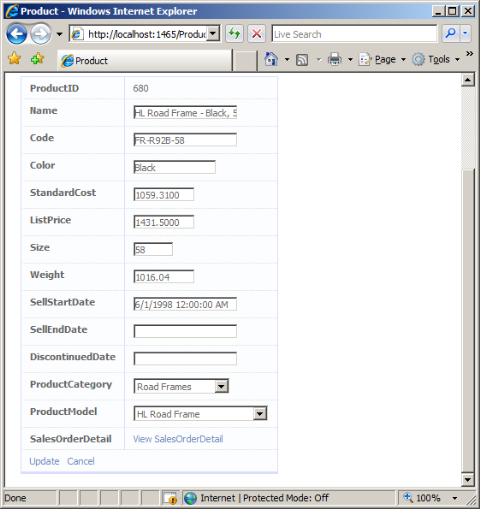 Product - Windows Internet Explorer
http://localhost:1465/Produc
Live Search
Product
Page
Tools
ProductID 680
Name HL Road Frame - Black, 5
Code FR-R92B-58
Color Black
StandardCost 1059.3100
ListPrice 1431.5000
Size 58
Weight 1016.04
SellStartDate 6/1/1998 12:00:00 AM
SellEndDate
DiscontinuedDate
ProductCategory Road Frames
ProductModel HL Road Frame
SalesOrderDetail View SalesOrderDetail
Update Cancel
Done Internet | Protected Mode: Off 100%